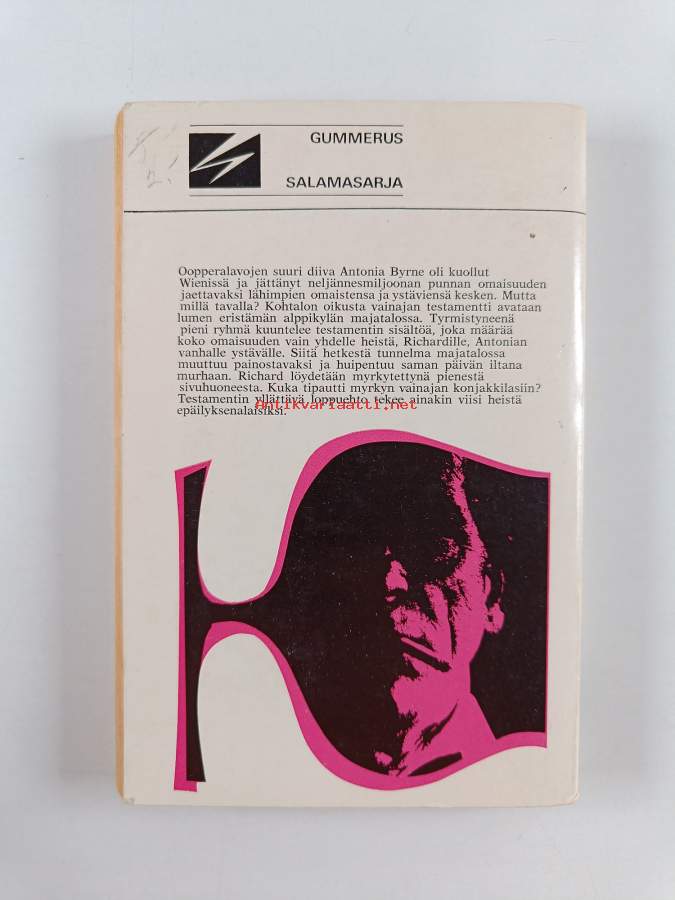 GUMMERUS
SALAMASARJA
Oopperalavojen suuri diiva Antonia Byrne oli kuollut
Wienissä ja jättänyt neljännesmiljoonan punnan omaisuuden
jaettavaksi lähimpien omaistensa ja ystäviensä kesken. Mutta
millä tavalla? Kohtalon oikusta vainajan testamentti avataan
lumen eristämän alppikylän majatalossa. Tyrmistyneenä
pieni ryhmä kuuntelee testamentin sisältöä, joka määrää
koko omaisuuden vain yhdelle heistä, Richardille, Antonian
vanhalle ystävälle. Siitä hetkestä tunnelma majatalossa
muuttuu painostavaksi ja huipentuu saman päivän iltana
murhaan. Richard löydetään myrkytettynä pienestä
sivuhuoneesta. Kuka tipautti myrkyn vainajan konjakkilasiin?
Testamentin yllättävä loppuehto tekee ainakin viisi heistä
epäilyksenalaisiksi.
antikvariaatti.net